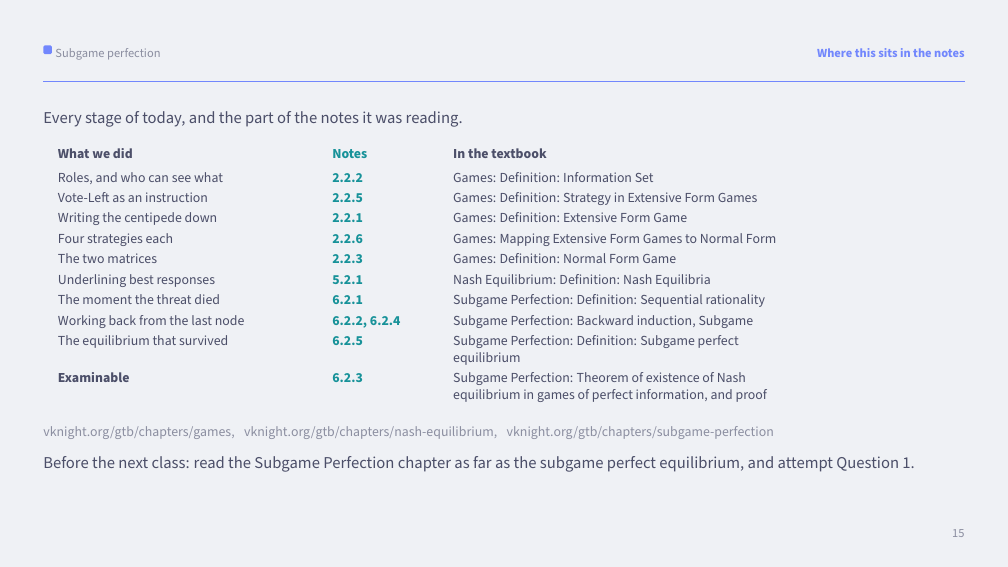 Subgame perfection
Where this sits in the notes
Every stage of today, and the part of the notes it was reading.
What we did Notes In the textbook
Roles, and who can see what 2.2.2 Games: Definition: Information Set
Vote-Left as an instruction 2.2.5 Games: Definition: Strategy in Extensive Form Games
Writing the centipede down 2.2.1 Games: Definition: Extensive Form Game
Four strategies each 2.2.6 Games: Mapping Extensive Form Games to Normal Form
The two matrices 2.2.3 Games: Definition: Normal Form Game
Underlining best responses 5.2.1 Nash Equilibrium: Definition: Nash Equilibria
The moment the threat died 6.2.1 Subgame Perfection: Definition: Sequential rationality
Working back from the last node 6.2.2, 6.2.4 Subgame Perfection: Backward induction, Subgame
The equilibrium that survived 6.2.5 Subgame Perfection: Definition: Subgame perfect
equilibrium
Examinable 6.2.3 Subgame Perfection: Theorem of existence of Nash
equilibrium in games of perfect information, and proof
vknight.org/gtb/chapters/games, vknight.org/gtb/chapters/nash-equilibrium, vknight.org/gtb/chapters/subgame-perfection
Before the next class: read the Subgame Perfection chapter as far as the subgame perfect equilibrium, and attempt Question 1.
15